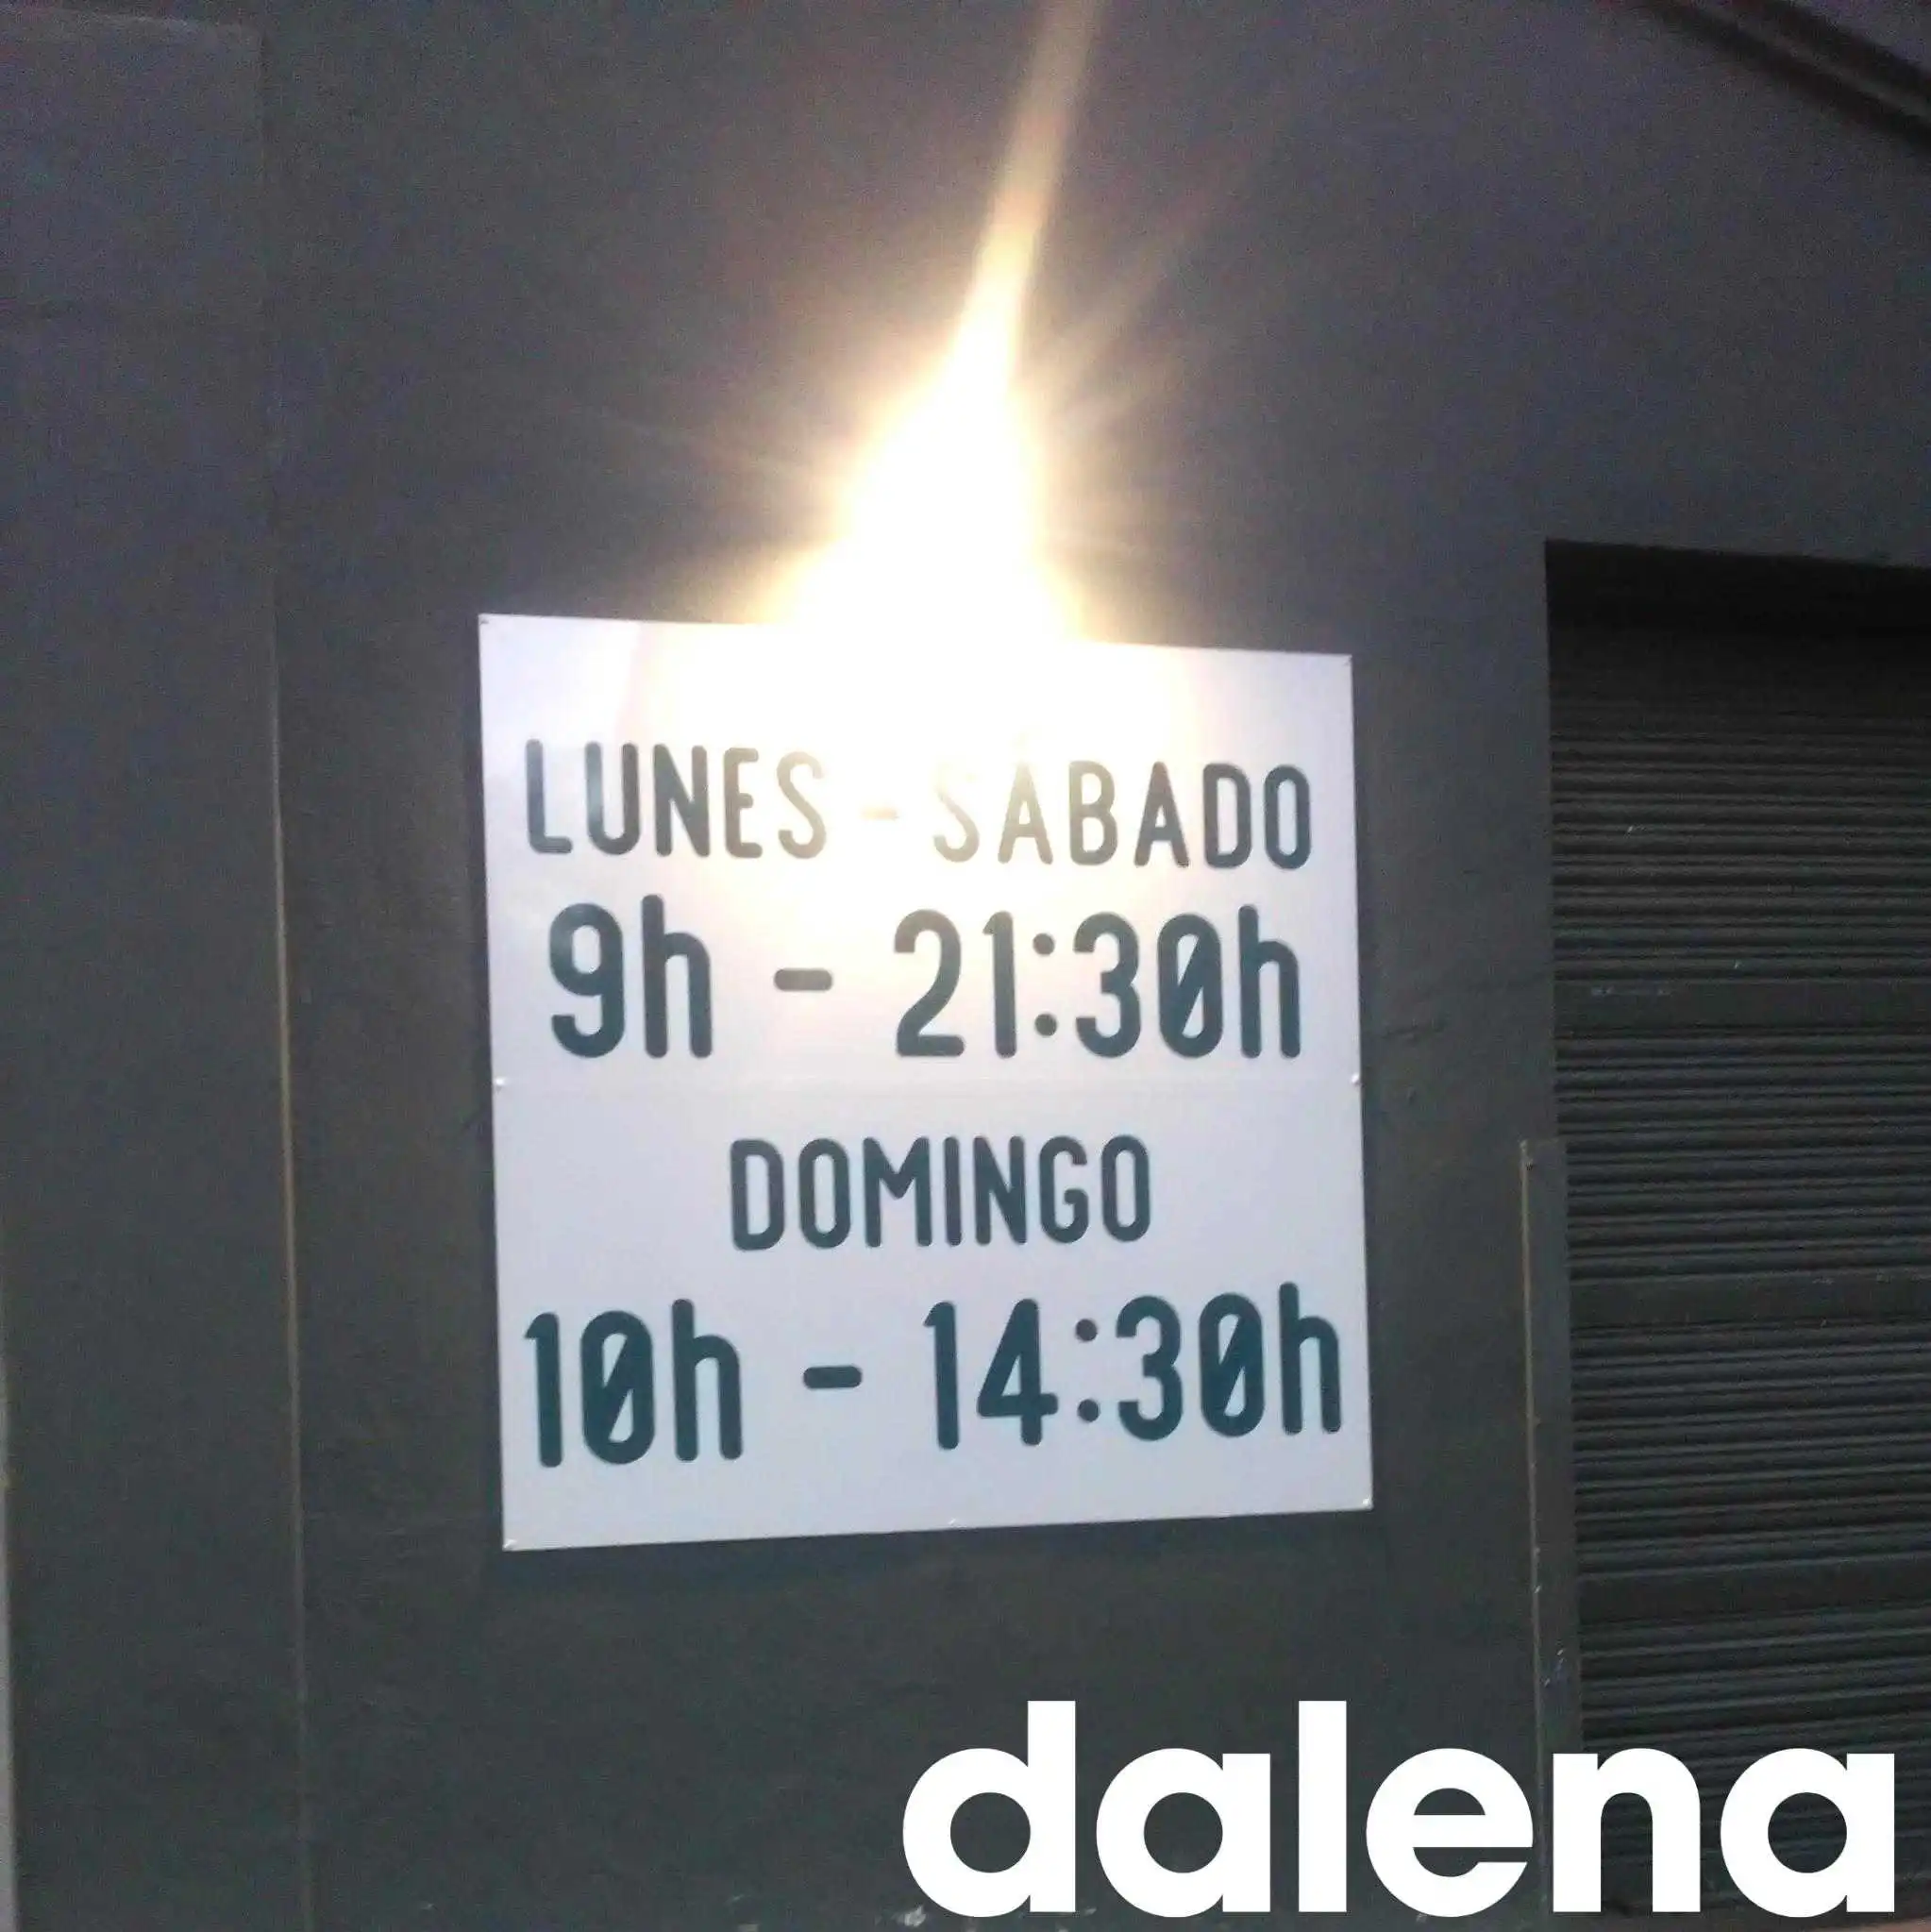 LUNES - SÁBADO
9h - 21:30h
DOMINGO
10h - 14:30h
dalena